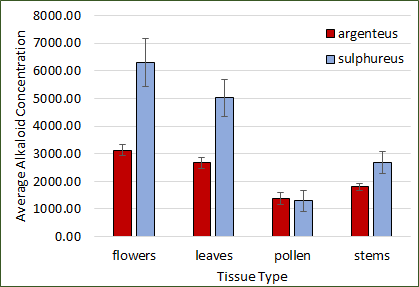 8000.00
7000.00
6000.00
5000.00
4000.00
3000.00
2000.00
1000.00
0.00
Average Alkaloid Concentration
argenteus
sulphureus
flowers leaves pollen stems
Tissue Type